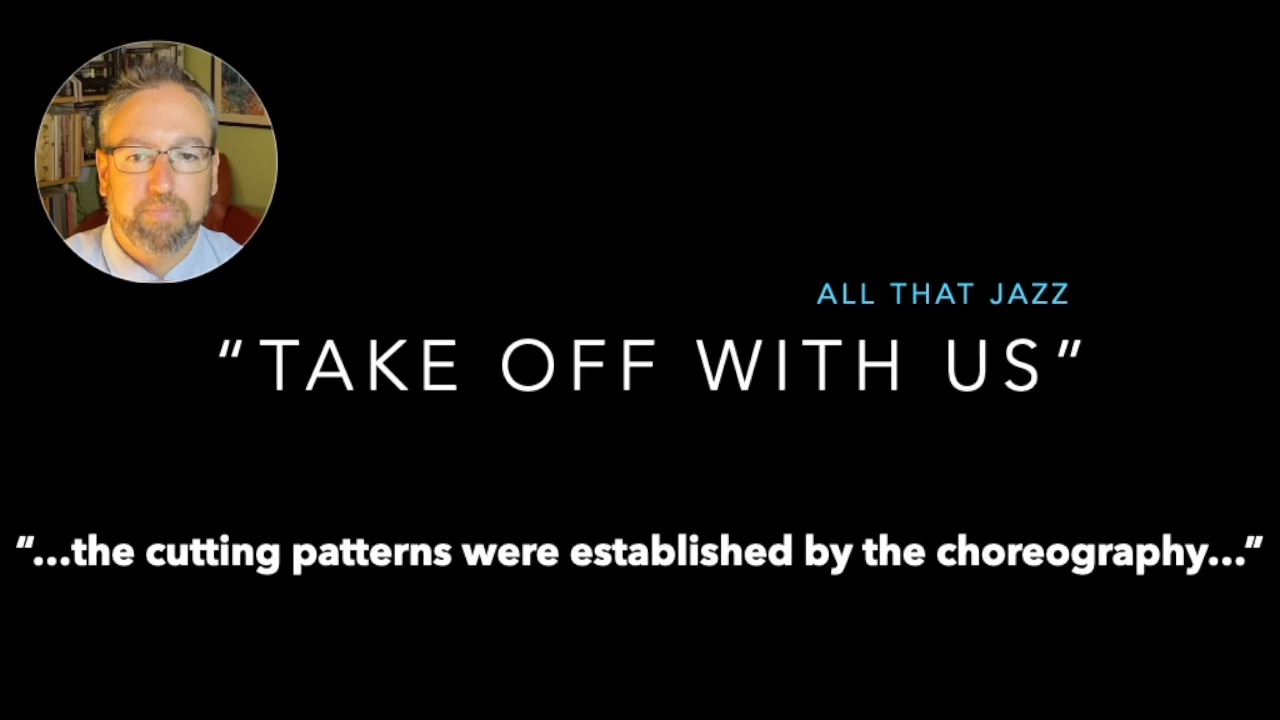 ALL THAT JAZZ
“TAKE OFF WITH US”
“...the cutting patterns were established by the choreography...”